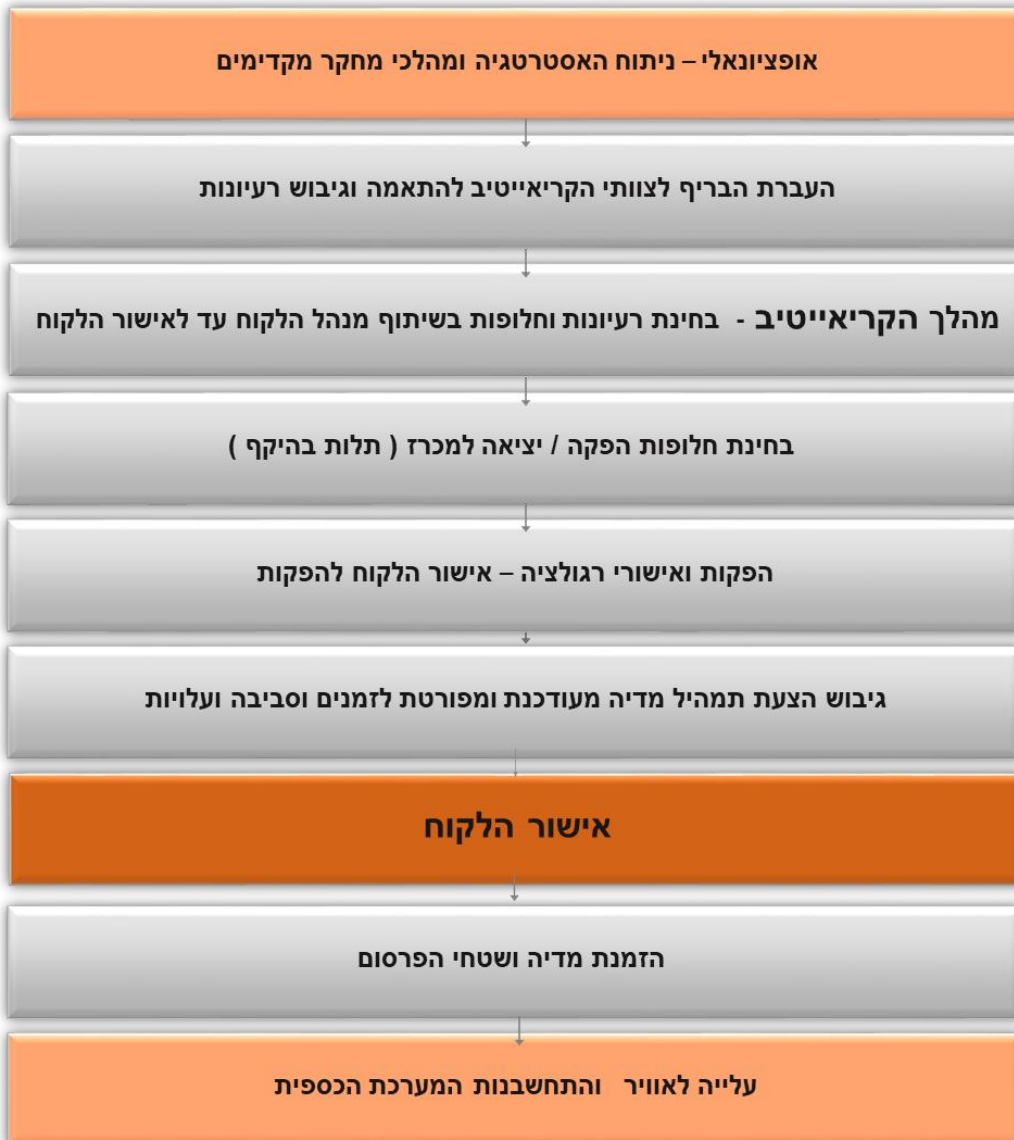 אופציונאלי – ניתוח האסטרטגיה ומהלכי מחקר מקדימים
העברת הבריף לצוותי הקריאייטיב להתאמה וגיבוש רעיונות
מהלך הקריאייטיב - בחינת רעיונות וחלופות בשיתוף מנהל הלקוח עד לאישור הלקוח
בחינת חלופות הפקה / יציאה למכרז ( תלות בהיקף )
הפקות ואישורי רגולציה – אישור הלקוח להפקות
גיבוש הצעת תמהיל מדיה מעודכנת ומפורטת לזמנים וסביבה ועלויות
אישור הלקוח
הזמנת מדיה ושטחי הפרסום
עלייה לאוויר והתחשבנות המערכת הכספית